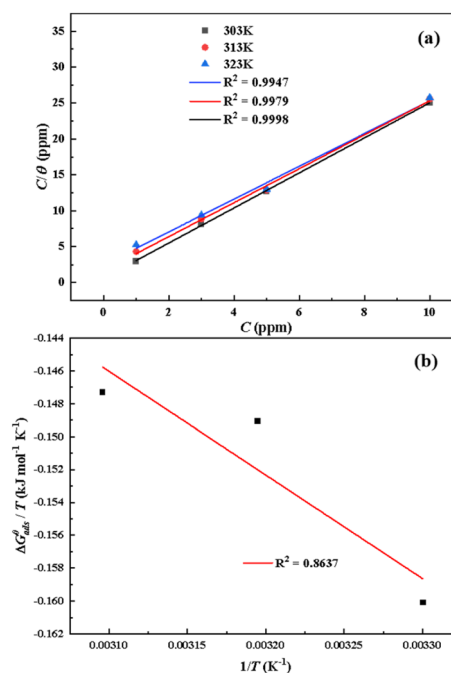 (a)
303K
313K
323K
R² = 0.9947
R² = 0.9979
R² = 0.9998
C/θ (ppm)
35
30
25
20
15
10
5
0
0 2 4 6 8 10
C (ppm)
(b)
ΔG⁰ads / T (kJ mol⁻¹ K⁻¹)
-0.144
-0.146
-0.148
-0.150
-0.152
-0.154
-0.156
-0.158
-0.160
-0.162
R² = 0.8637
0.00310 0.00315 0.00320 0.00325 0.00330
1/T (K⁻¹)